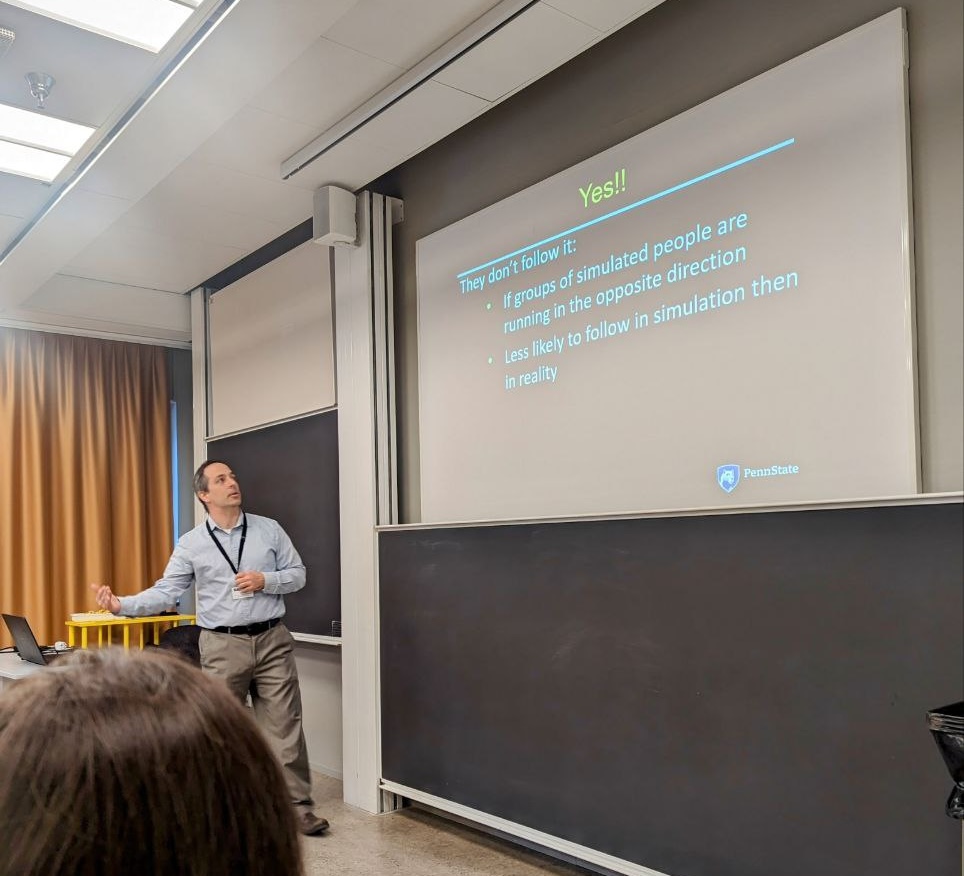 Yes!!
They don't follow it:
• If groups of simulated people are
running in the opposite direction
• Less likely to follow in simulation then
in reality
PennState